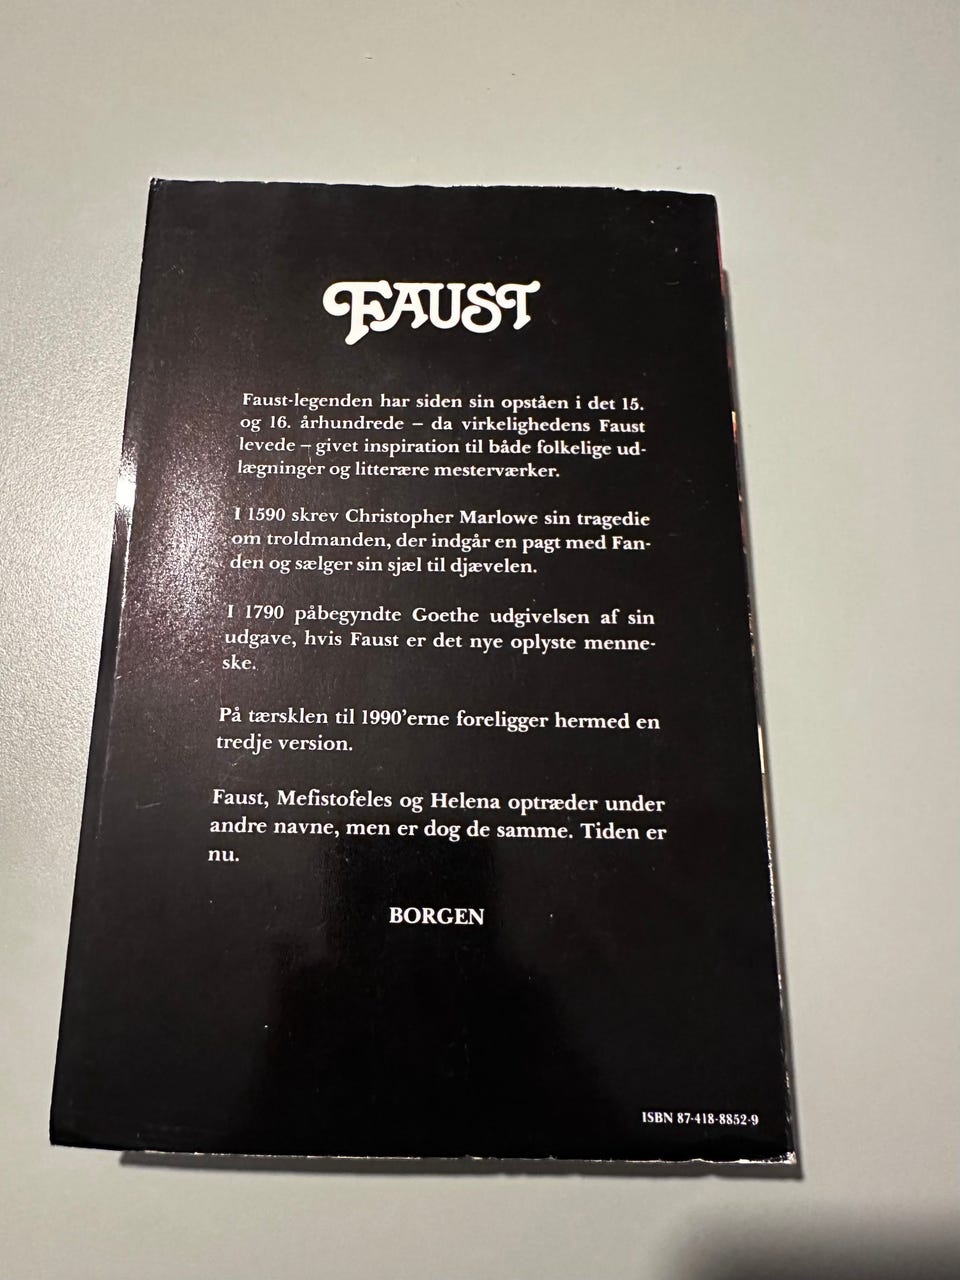 FAUST
Faust-legenden har siden sin opståen i det 15.
og 16. århundrede – da virkelighedens Faust
levede – givet inspiration til både folkelige ud-
lægninger og litterære mesterværker.
I 1590 skrev Christopher Marlowe sin tragedie
om troldmanden, der indgår en pagt med Fan-
den og sælger sin sjæl til djævelen.
I 1790 påbegyndte Goethe udgivelsen af sin
udgave, hvis Faust er det nye oplyste menne-
ske.
På tærsklen til 1990’erne foreligger hermed en
tredje version.
Faust, Mefistofeles og Helena optræder under
andre navne, men er dog de samme. Tiden er
nu.
BORGEN
ISBN 87-418-8852-9